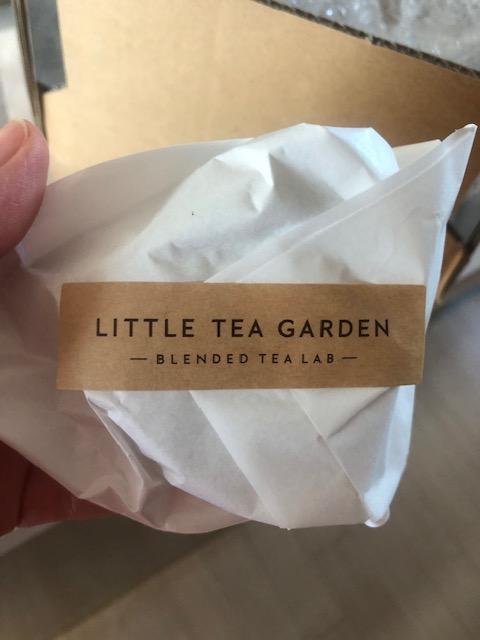 LITTLE TEA GARDEN
— BLENDED TEA LAB —